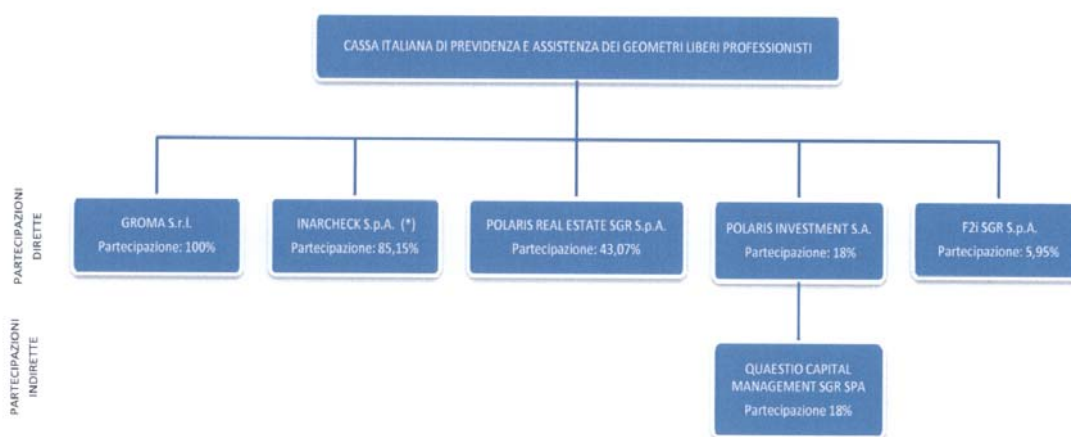 CASSA ITALIANA DI PREVIDENZA E ASSISTENZA DEI GEOMETRI LIBERI PROFESSIONISTI
PARTECIPAZIONI
DIRETTE
GROMA S.r.l.
Partecipazione: 100%
INARCHECK S.p.A. (*)
Partecipazione: 85,15%
POLARIS REAL ESTATE SGR S.p.A.
Partecipazione: 43,07%
POLARIS INVESTMENT S.A.
Partecipazione: 18%
F2i SGR S.p.A.
Partecipazione: 5,95%
PARTECIPAZIONI
INDIRETTE
QUAESTIO CAPITAL
MANAGEMENT SGR SPA
Partecipazione 18%